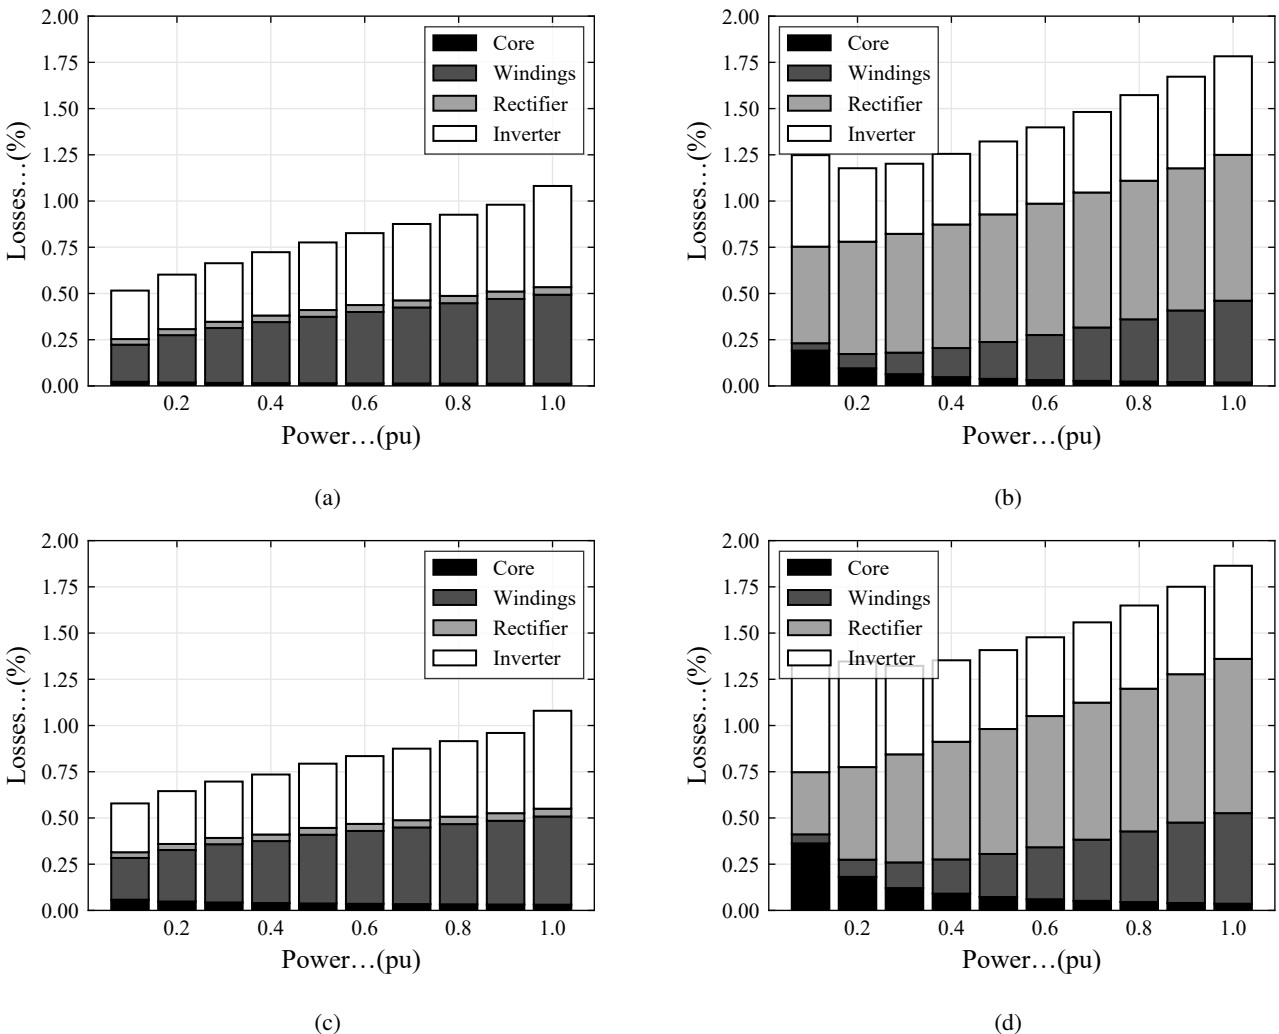 2.00
1.75
1.50
1.25
1.00
0.75
0.50
0.25
0.00
Losses…(%)
Core
Windings
Rectifier
Inverter
0.2 0.4 0.6 0.8 1.0
Power…(pu)
(a)
2.00
1.75
1.50
1.25
1.00
0.75
0.50
0.25
0.00
Losses…(%)
Core
Windings
Rectifier
Inverter
0.2 0.4 0.6 0.8 1.0
Power…(pu)
(b)
2.00
1.75
1.50
1.25
1.00
0.75
0.50
0.25
0.00
Losses…(%)
Core
Windings
Rectifier
Inverter
0.2 0.4 0.6 0.8 1.0
Power…(pu)
(c)
2.00
1.75
1.50
1.25
1.00
0.75
0.50
0.25
0.00
Losses…(%)
Core
Windings
Rectifier
Inverter
0.2 0.4 0.6 0.8 1.0
Power…(pu)
(d)